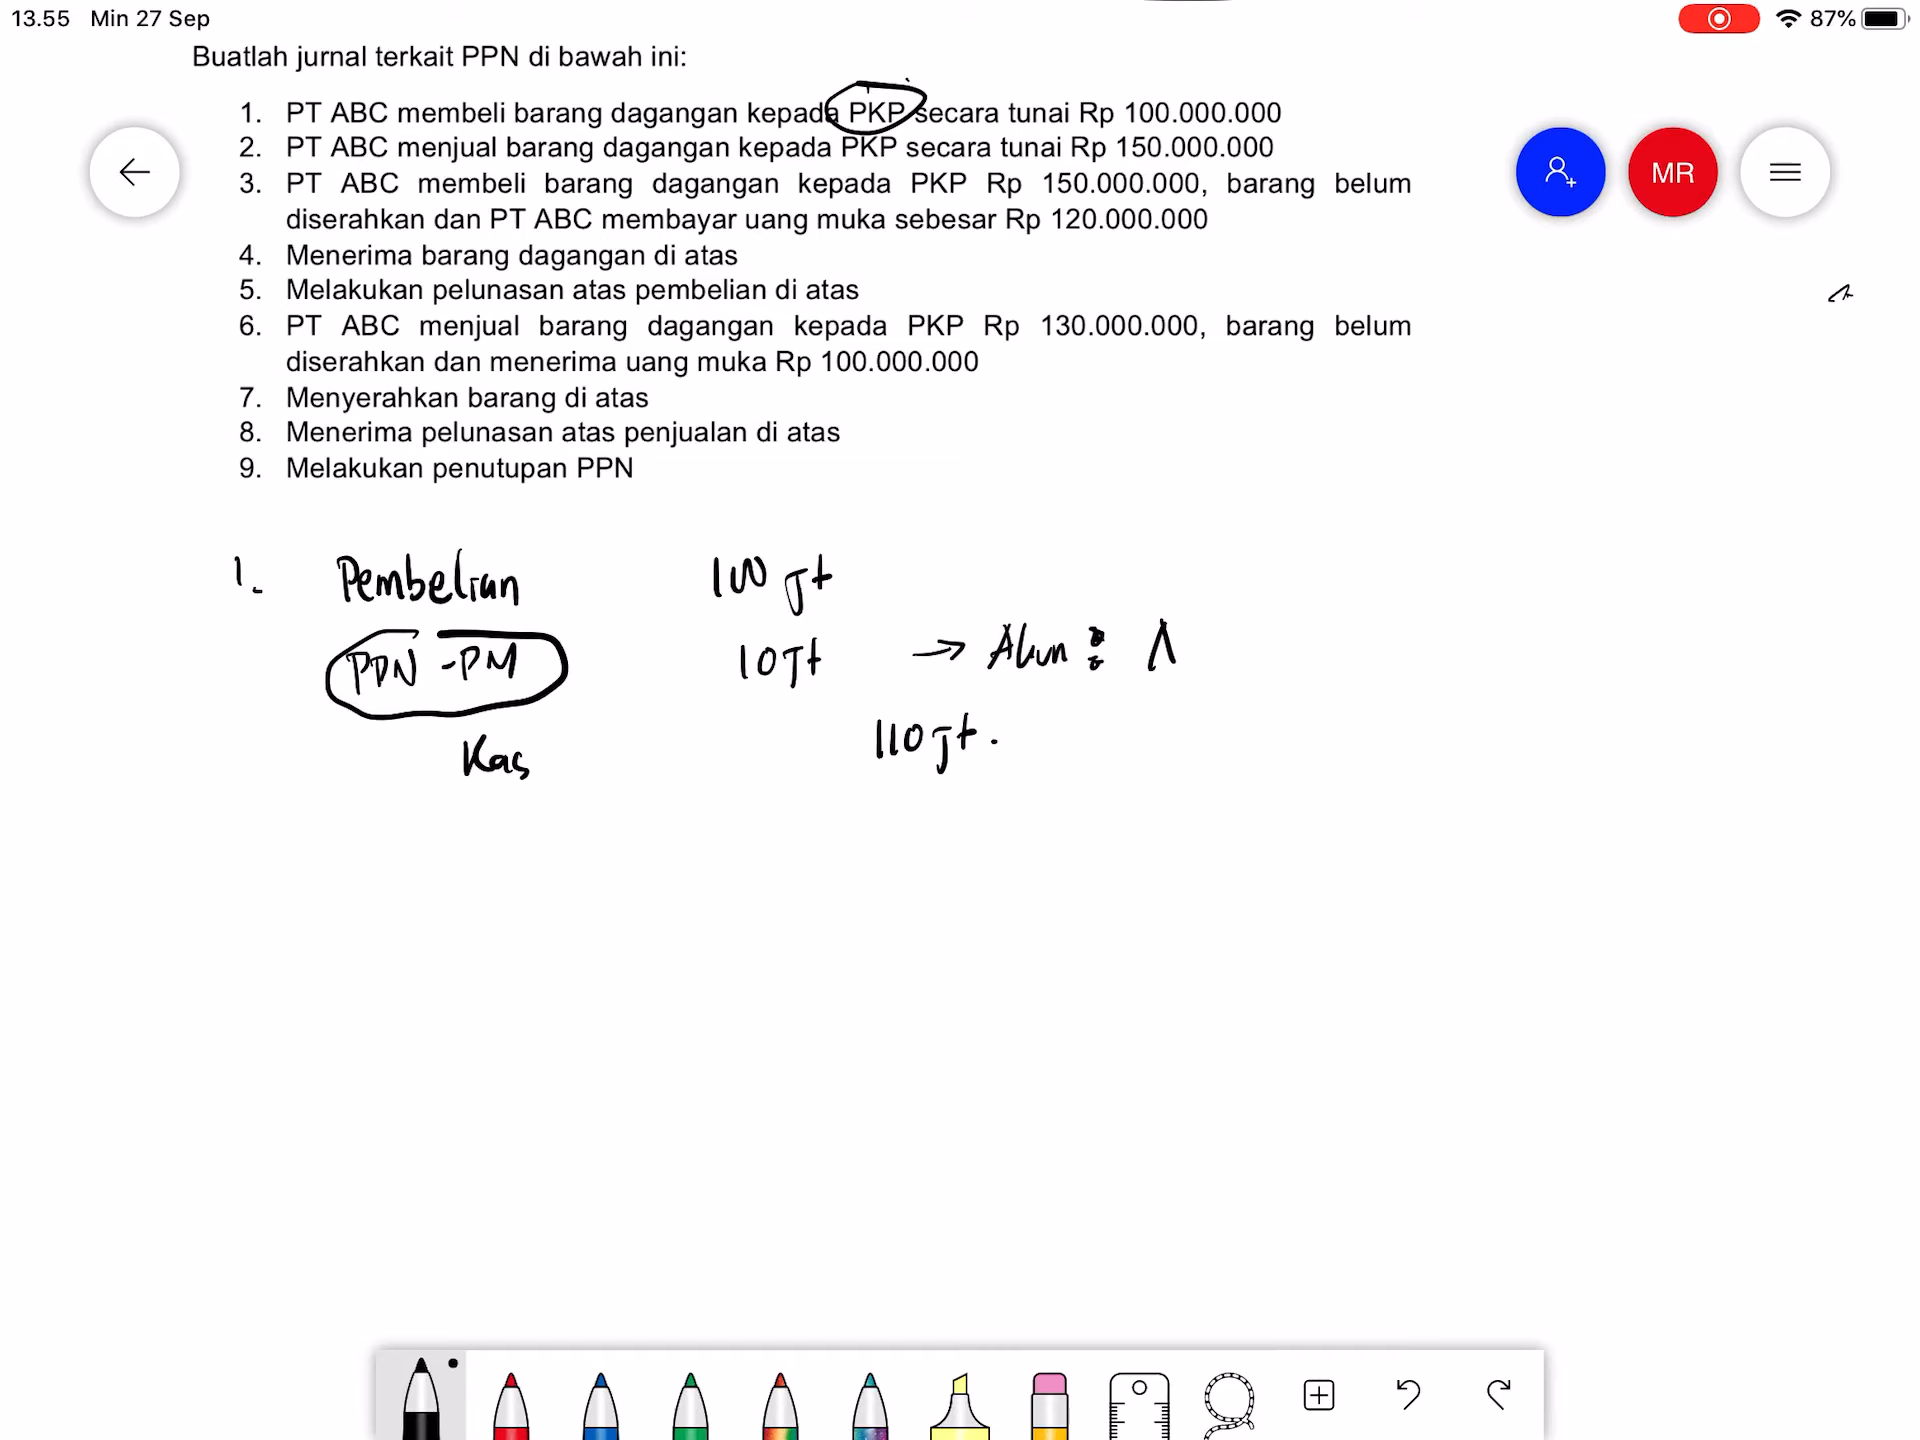 13.55 Min 27 Sep 87%
Buatlah jurnal terkait PPN di bawah ini:
1. PT ABC membeli barang dagangan kepada PKP secara tunai Rp 100.000.000
2. PT ABC menjual barang dagangan kepada PKP secara tunai Rp 150.000.000
3. PT ABC membeli barang dagangan kepada PKP Rp 150.000.000, barang belum
diserahkan dan PT ABC membayar uang muka sebesar Rp 120.000.000
4. Menerima barang dagangan di atas
5. Melakukan pelunasan atas pembelian di atas
6. PT ABC menjual barang dagangan kepada PKP Rp 130.000.000, barang belum
diserahkan dan menerima uang muka Rp 100.000.000
7. Menyerahkan barang di atas
8. Menerima pelunasan atas penjualan di atas
9. Melakukan penutupan PPN
MR
1. Pembelian 100 Jt
PPN - PM 10 Jt → Akun :
Kas 110 Jt.